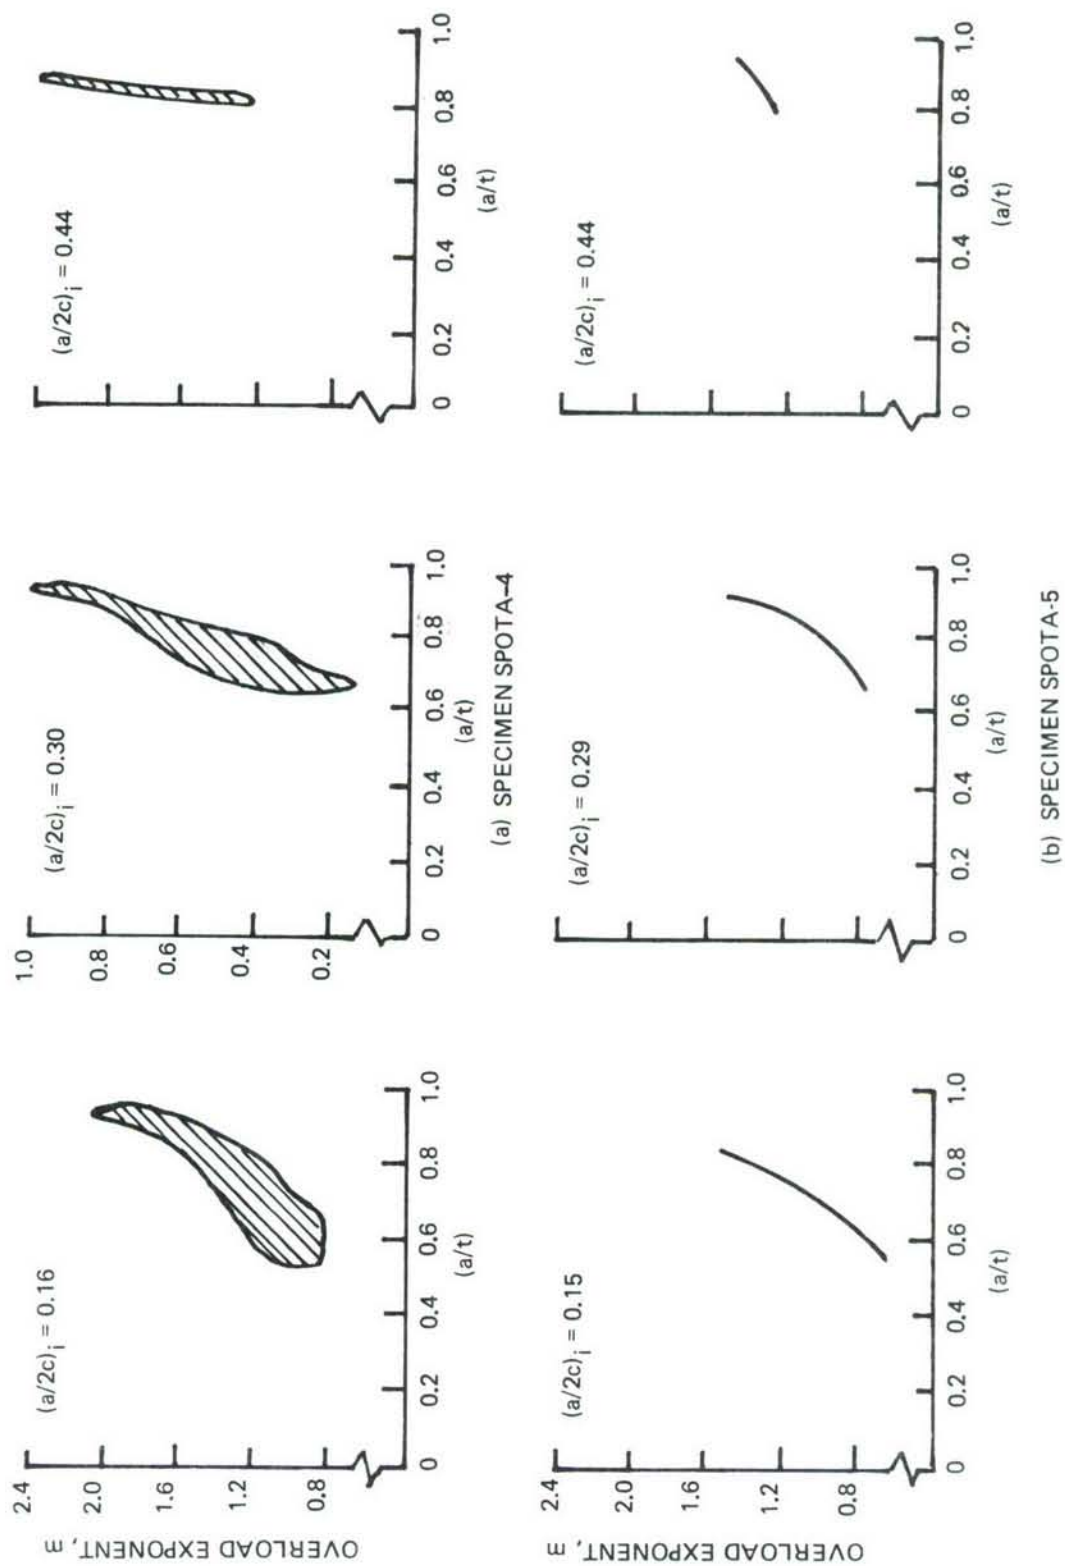 OVERLOAD EXPONENT, m
2.4
2.0
1.6
1.2
0.8
(a/2c)i = 0.16
0 0.2 0.4 0.6 0.8 1.0
(a/t)
1.0
0.8
0.6
0.4
0.2
(a/2c)i = 0.30
0 0.2 0.4 0.6 0.8 1.0
(a/t)
(a/2c)i = 0.44
0 0.2 0.4 0.6 0.8 1.0
(a/t)
(a) SPECIMEN SPOTA-4
OVERLOAD EXPONENT, m
2.4
2.0
1.6
1.2
0.8
(a/2c)i = 0.15
0 0.2 0.4 0.6 0.8 1.0
(a/t)
(a/2c)i = 0.29
0 0.2 0.4 0.6 0.8 1.0
(a/t)
(a/2c)i = 0.44
0 0.2 0.4 0.6 0.8 1.0
(a/t)
(b) SPECIMEN SPOTA-5